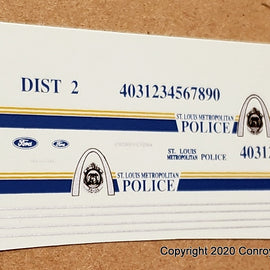 DIST 2 4031234567890
ST. LOUIS METROPOLITAN
POLICE
Ford Ford
ST. LOUIS
METROPOLITAN POLICE
4031
ST. LOUIS METROPOLITAN
POLICE
Copyright 2020 Conro